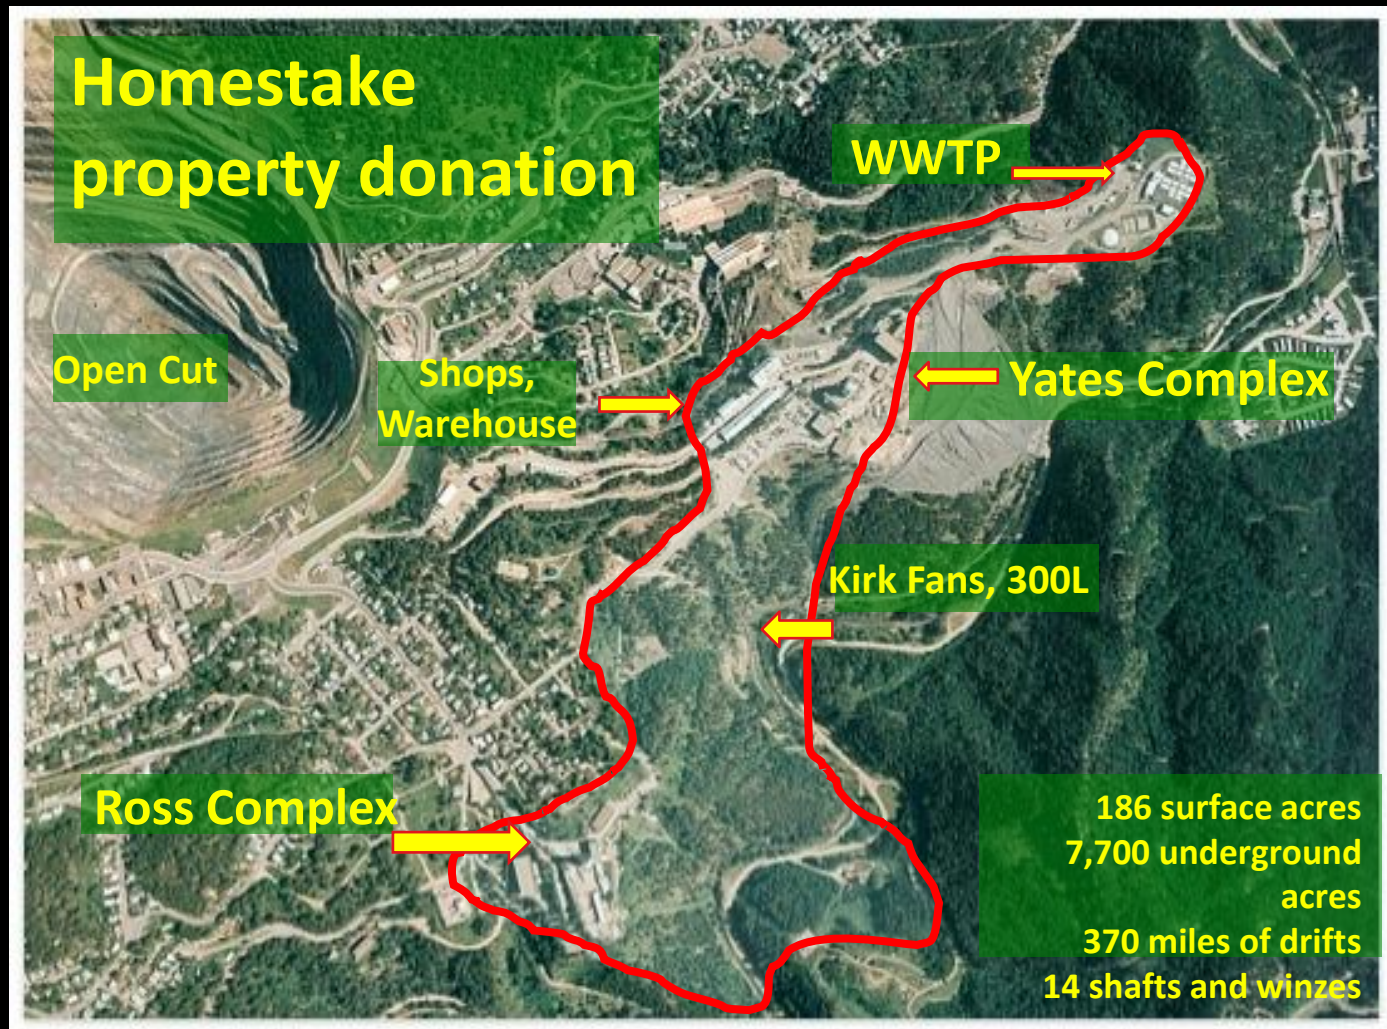 Homestake
property donation
WWTP
Open Cut
Shops,
Warehouse
Yates Complex
Kirk Fans, 300L
Ross Complex
186 surface acres
7,700 underground
acres
370 miles of drifts
14 shafts and winzes